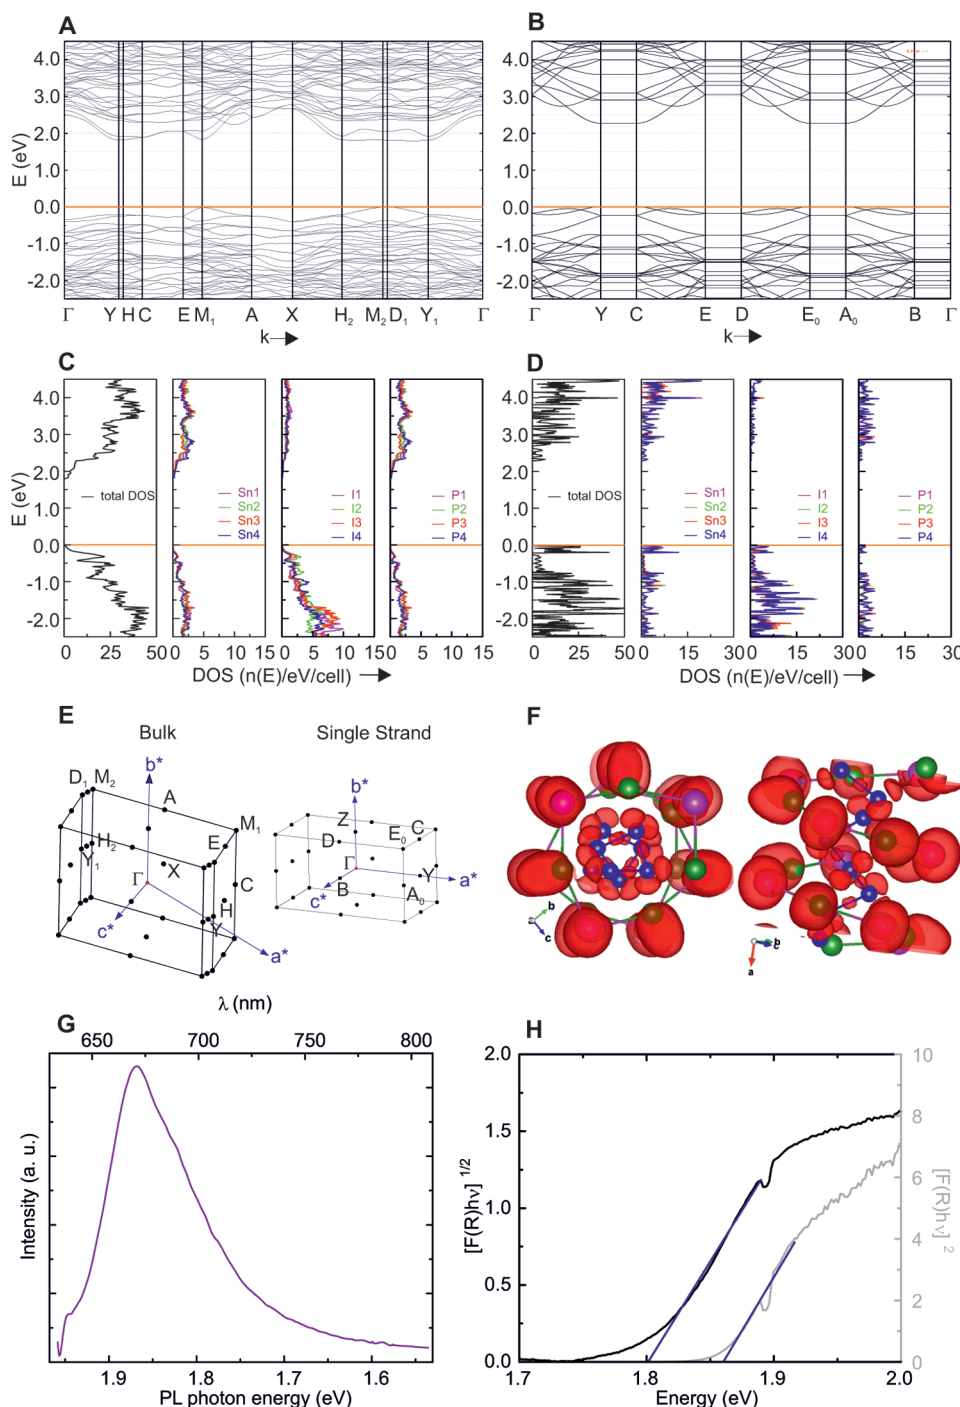 A
B
E (eV)
4.0
3.0
2.0
1.0
0.0
-1.0
-2.0
4.0
3.0
2.0
1.0
0.0
-1.0
-2.0
Γ Y H C E M1 A X H2 M2 D1 Y1 Γ
Γ Y C E D E0 A0 B Γ
k
k
C
D
E (eV)
4.0
3.0
2.0
1.0
0.0
-1.0
-2.0
total DOS
Sn1
Sn2
Sn3
Sn4
I1
I2
I3
I4
P1
P2
P3
P4
4.0
3.0
2.0
1.0
0.0
-1.0
-2.0
total DOS
Sn1
Sn2
Sn3
Sn4
I1
I2
I3
I4
P1
P2
P3
P4
0 50 0 5 10 15 0 5 10 15 0 5 10 15
0 25 50 0 15 30 0 15 30 0 15 30
DOS (n(E)/eV/cell)
DOS (n(E)/eV/cell)
E
Bulk
Single Strand
b*
D1 M2
A
M1
H2
Y1
E
X
C
Γ
H
Y
c*
a*
b*
Z
C
E0
D
Γ
Y
a*
B
A0
c*
F
b
a
c
b
c
a
G
λ (nm)
650 700 750 800
Intensity (a. u.)
1.9 1.8 1.7 1.6
PL photon energy (eV)
H
[F(R)hν] 1/2
2.0
1.5
1.0
0.5
0.0
10
8
6
4
2
0
[F(R)hν] 2
1.7 1.8 1.9 2.0
Energy (eV)